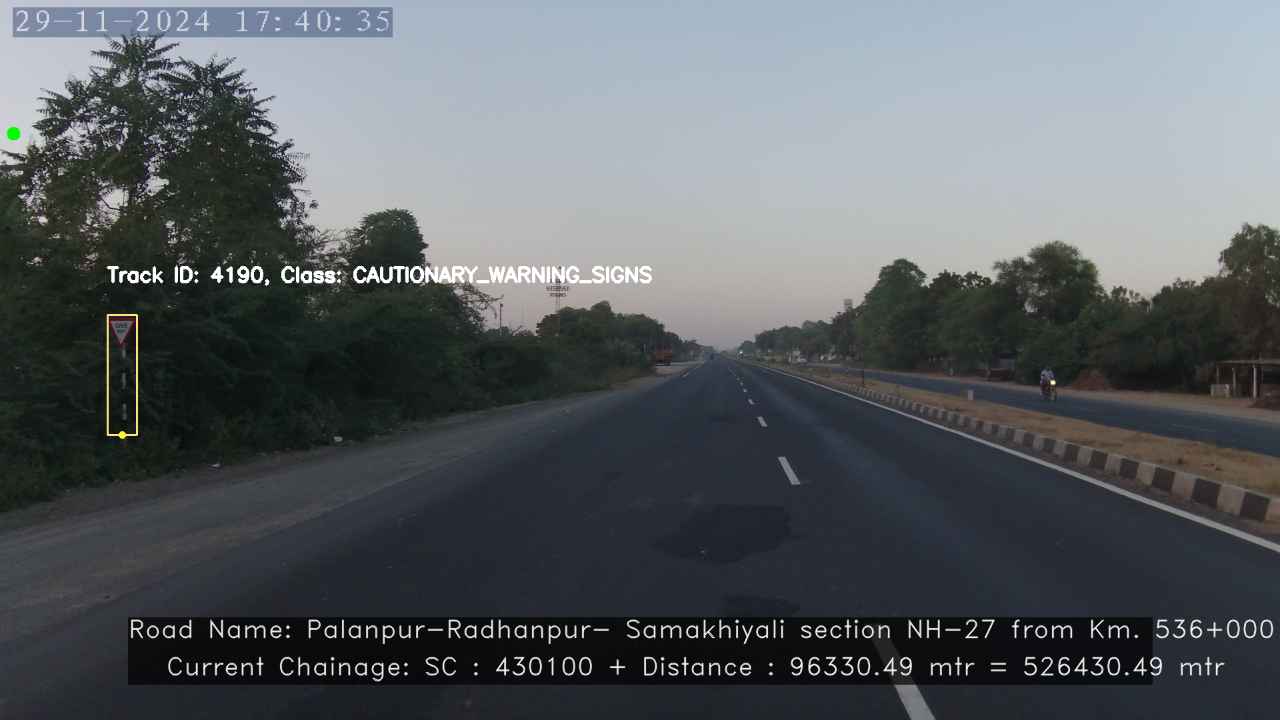 29-11-2024 17:40:35
Track ID: 4190, Class: CAUTIONARY_WARNING_SIGNS
GIVE
Road Name: Palanpur-Radhanpur- Samakhiyali section NH-27 from Km. 536+000
Current Chainage: SC : 430100 + Distance : 96330.49 mtr = 526430.49 mtr